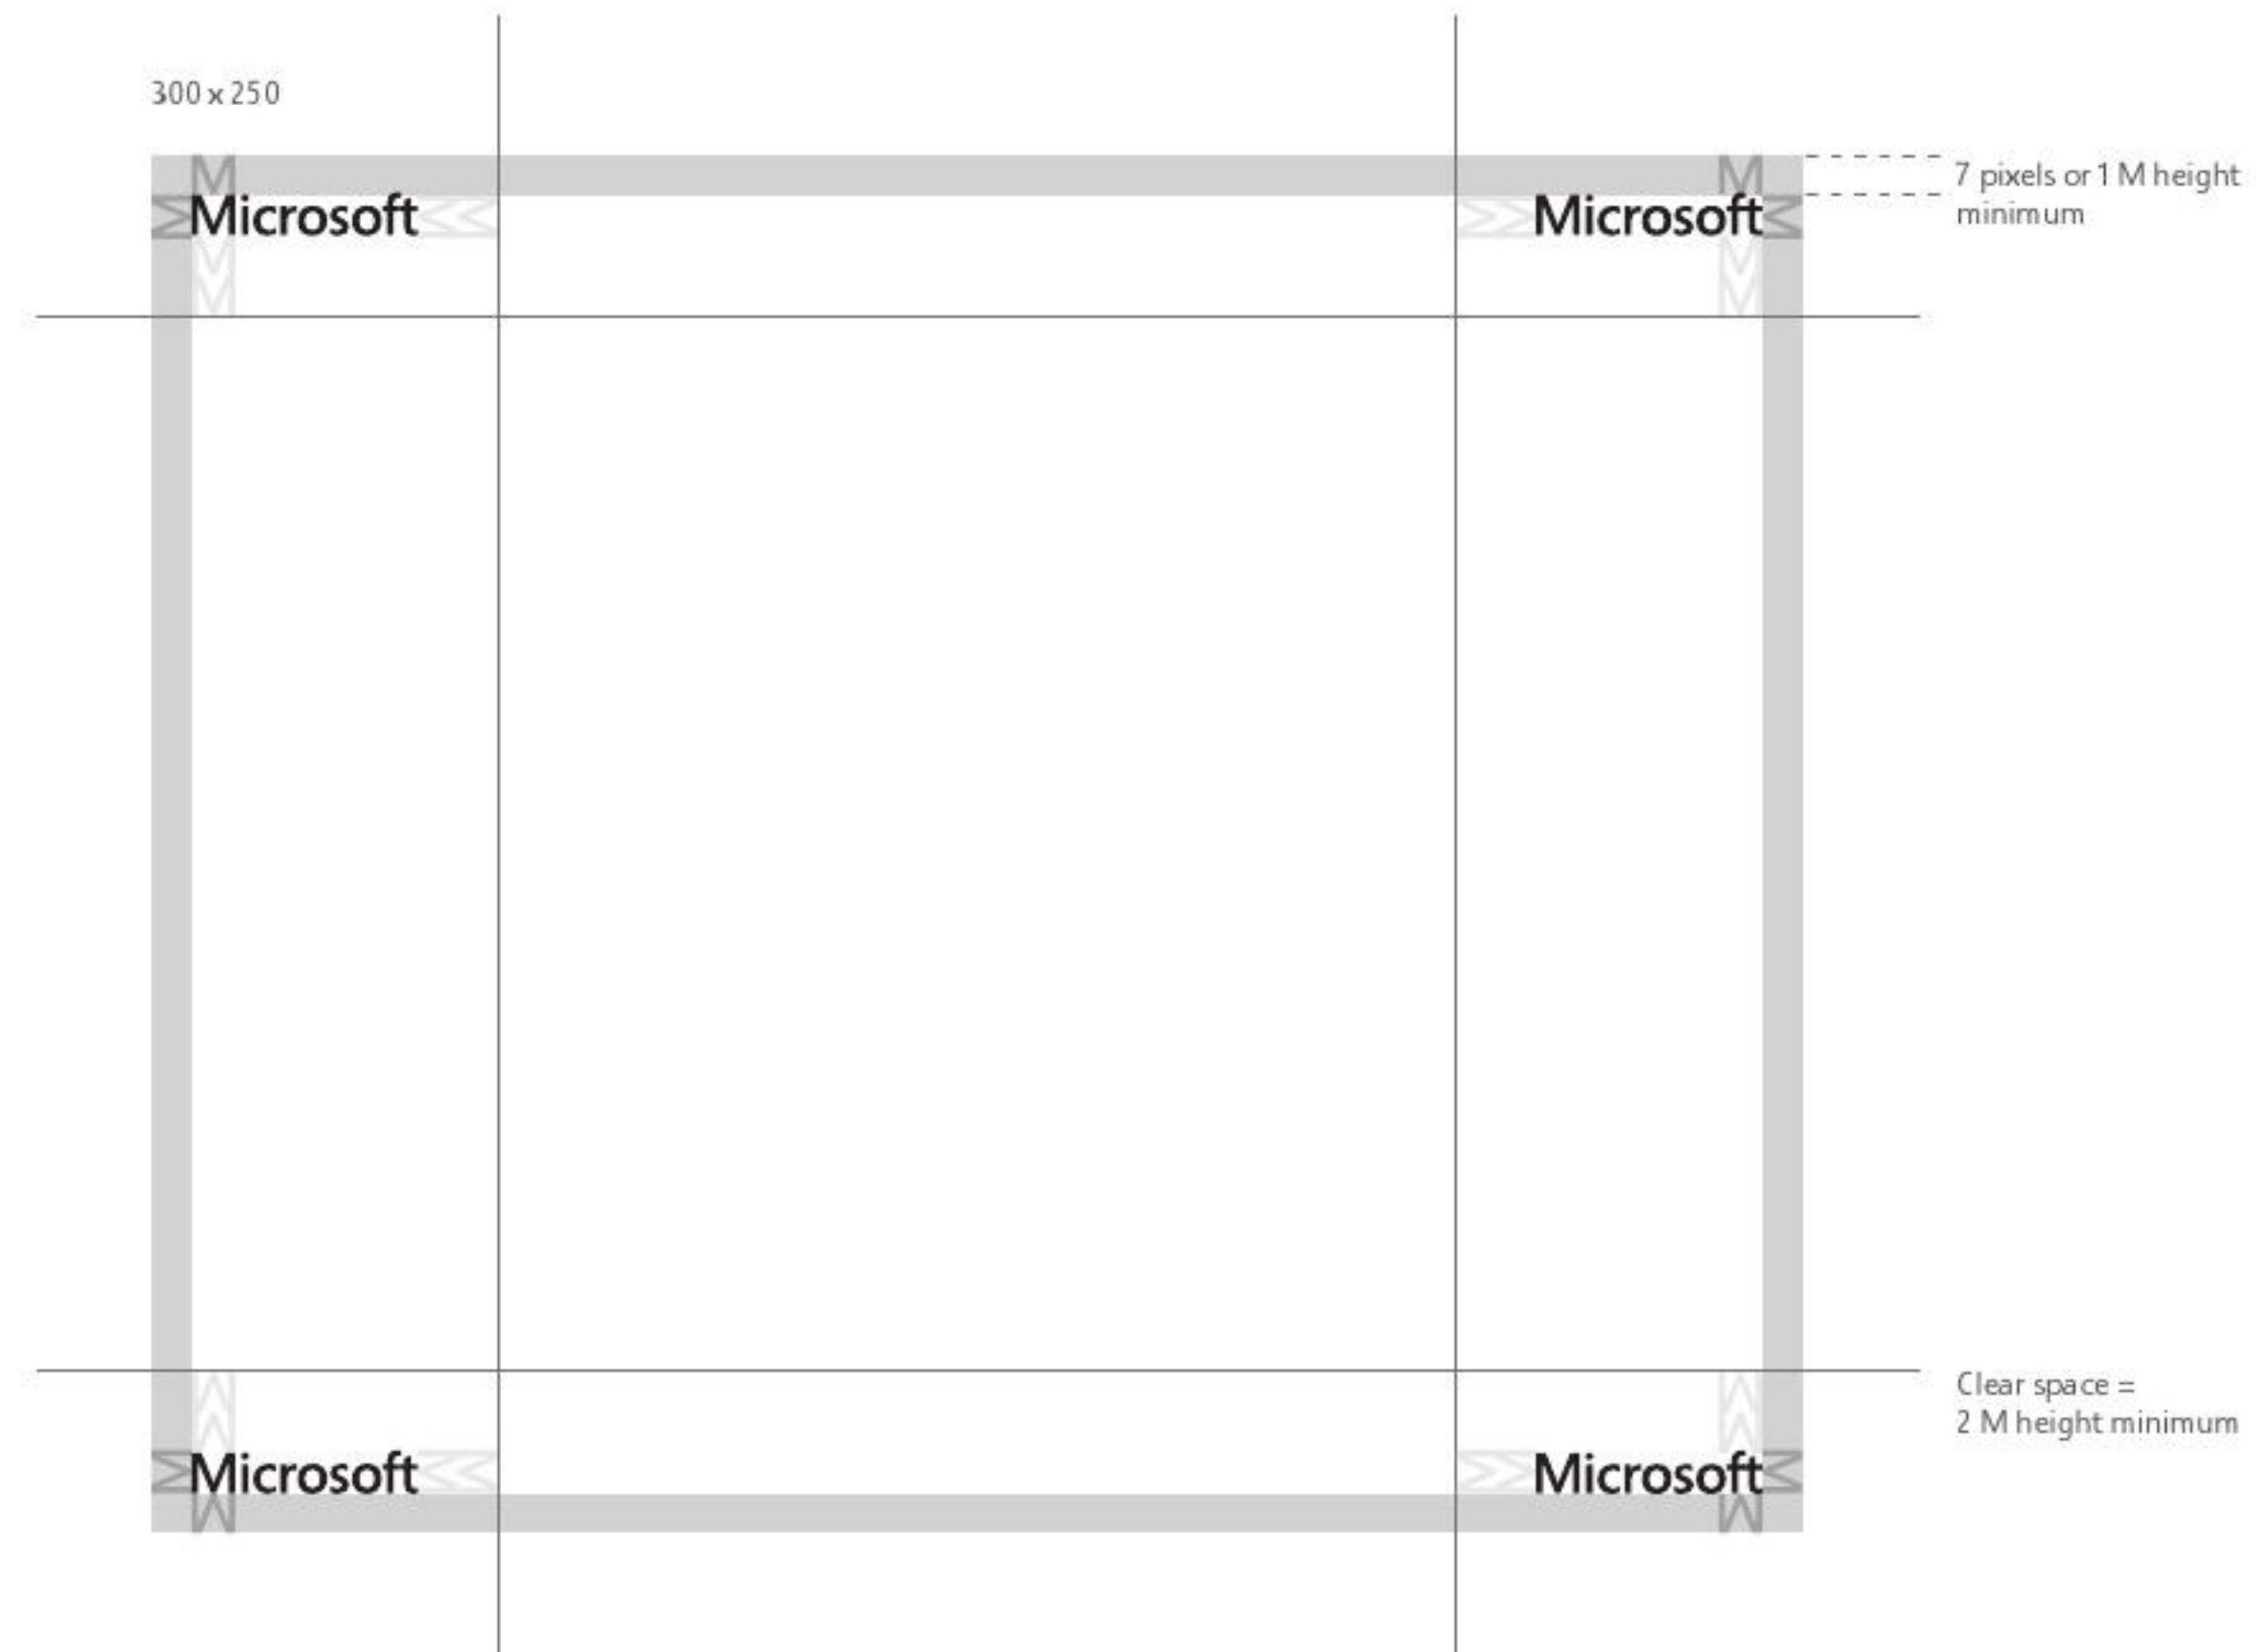 300 x 250
Microsoft
Microsoft
7 pixels or 1 M height
minimum
Clear space =
2 M height minimum
Microsoft
Microsoft